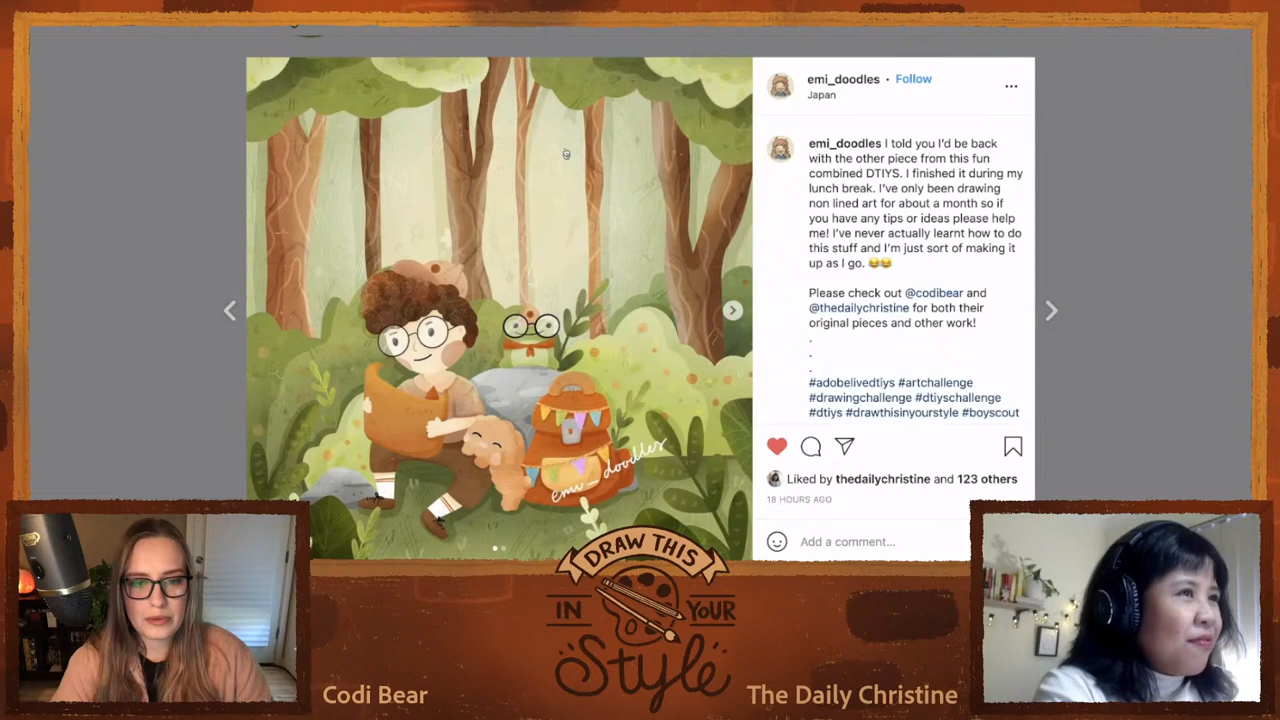 emi_doodles • Follow
Japan
emi_doodles I told you I'd be back
with the other piece from this fun
combined DTIYS. I finished it during my
lunch break. I've only been drawing
non lined art for about a month so if
you have any tips or ideas please help
me! I've never actually learnt how to do
this stuff and I'm just sort of making it
up as I go. 😂😂
Please check out @codibear and
@thedailychristine for both their
original pieces and other work!
.
.
.
#adobelivedtiys #artchallenge
#drawingchallenge #dtiyschallenge
#dtiys #drawthisinyourstyle #boyscout
Liked by thedailychristine and 123 others
18 HOURS AGO
Add a comment...
emi_doodles
DRAW THIS
IN YOUR
Style
Codi Bear
The Daily Christine